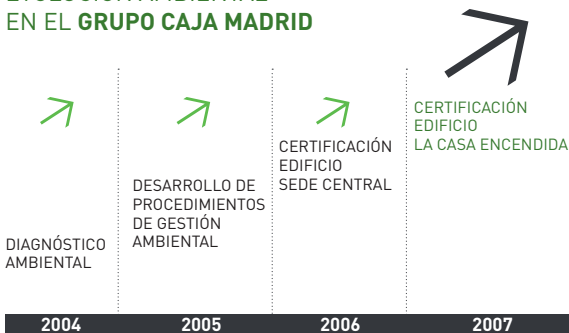 EN EL GRUPO CAJA MADRID
DIAGNÓSTICO
AMBIENTAL
DESARROLLO DE
PROCEDIMIENTOS
DE GESTIÓN
AMBIENTAL
CERTIFICACIÓN
EDIFICIO
SEDE CENTRAL
CERTIFICACIÓN
EDIFICIO
LA CASA ENCENDIDA
2004 2005 2006 2007